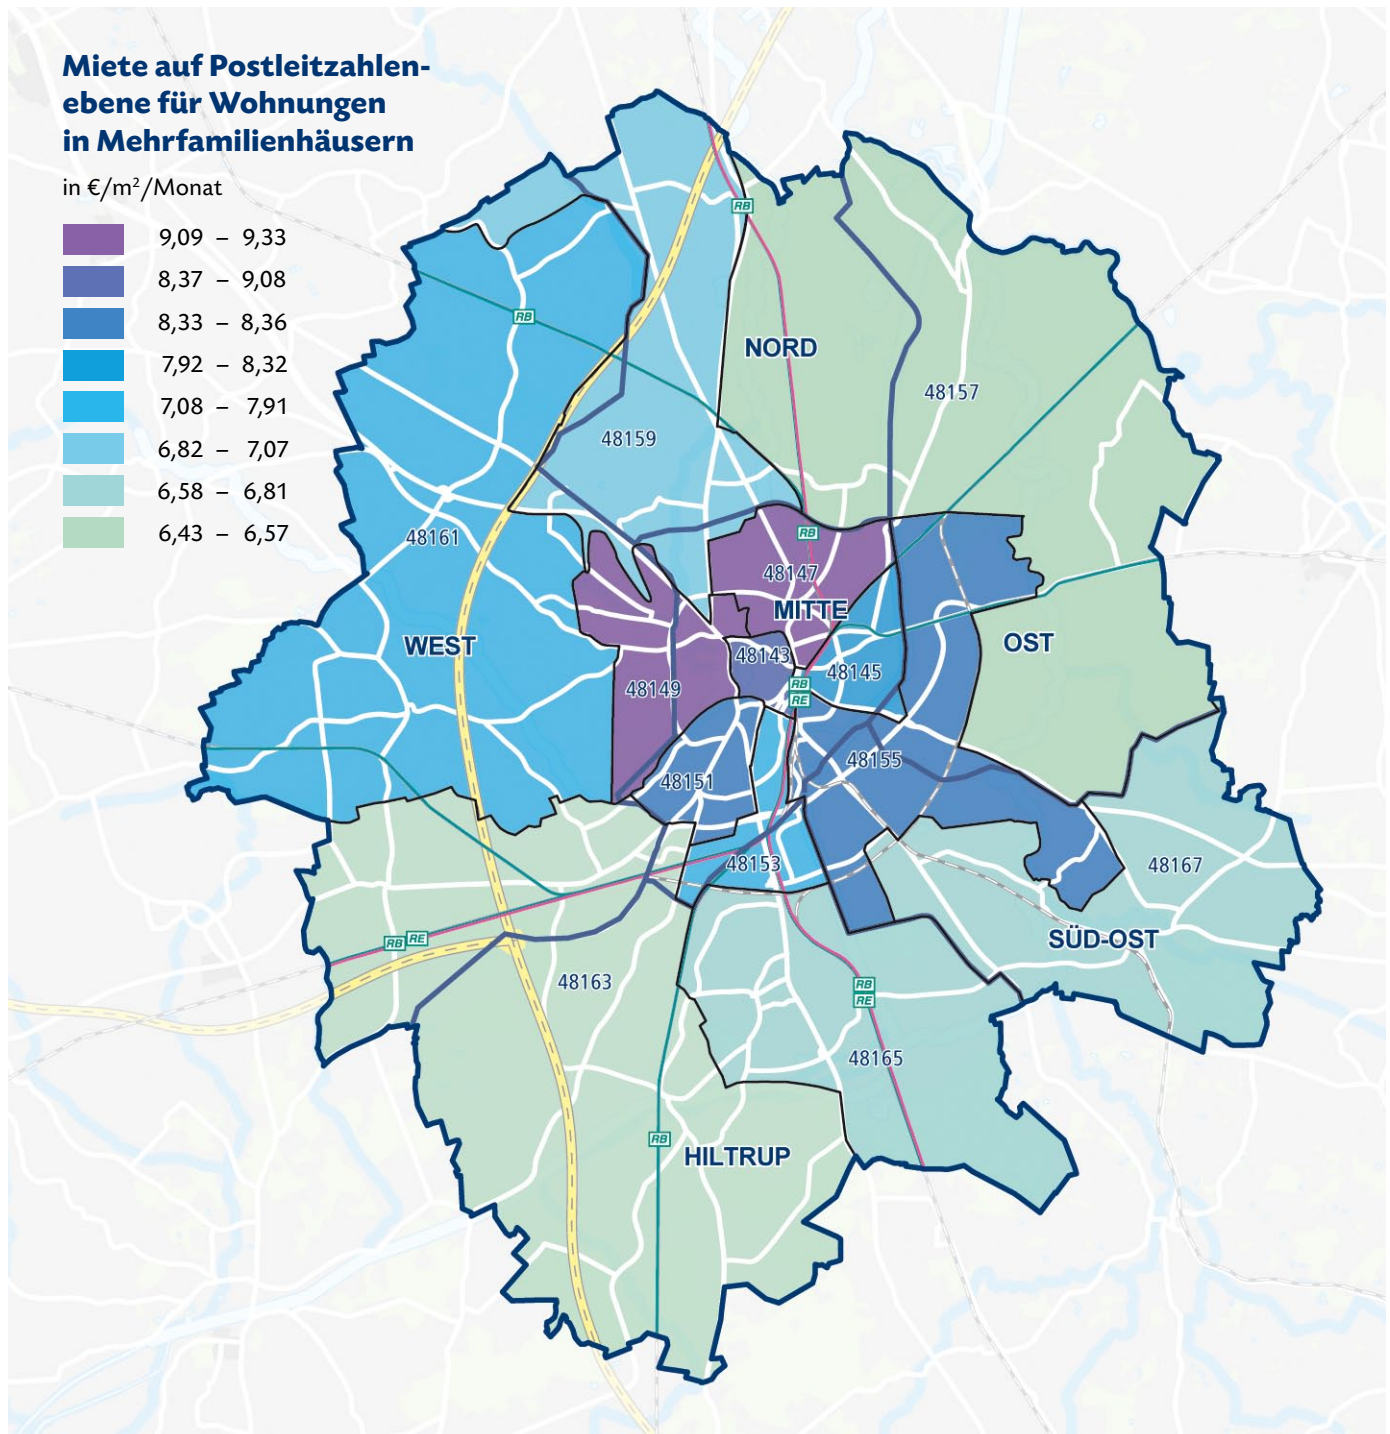 Miete auf Postleitzahlen-
ebene für Wohnungen
in Mehrfamilienhäusern
in €/m²/Monat
9,09 – 9,33
8,37 – 9,08
8,33 – 8,36
7,92 – 8,32
7,08 – 7,91
6,82 – 7,07
6,58 – 6,81
6,43 – 6,57
RB
RB
NORD
48157
48159
48161
RB
48147
MITTE
WEST
OST
48143
48145
48149
RB
RE
48155
48151
48153
48167
RB RE
SÜD-OST
48163
RB
RE
48165
RB
HILTRUP